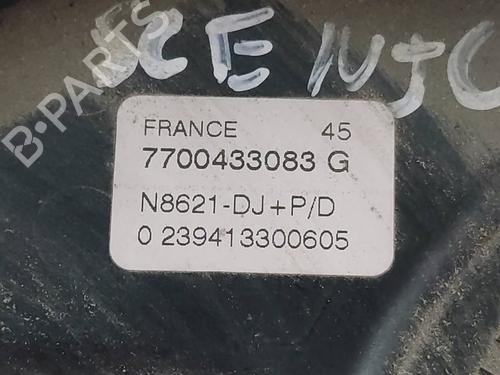 B-PARTS
FRANCE 45
7700433083 G
N8621-DJ+P/D
0 239413300605